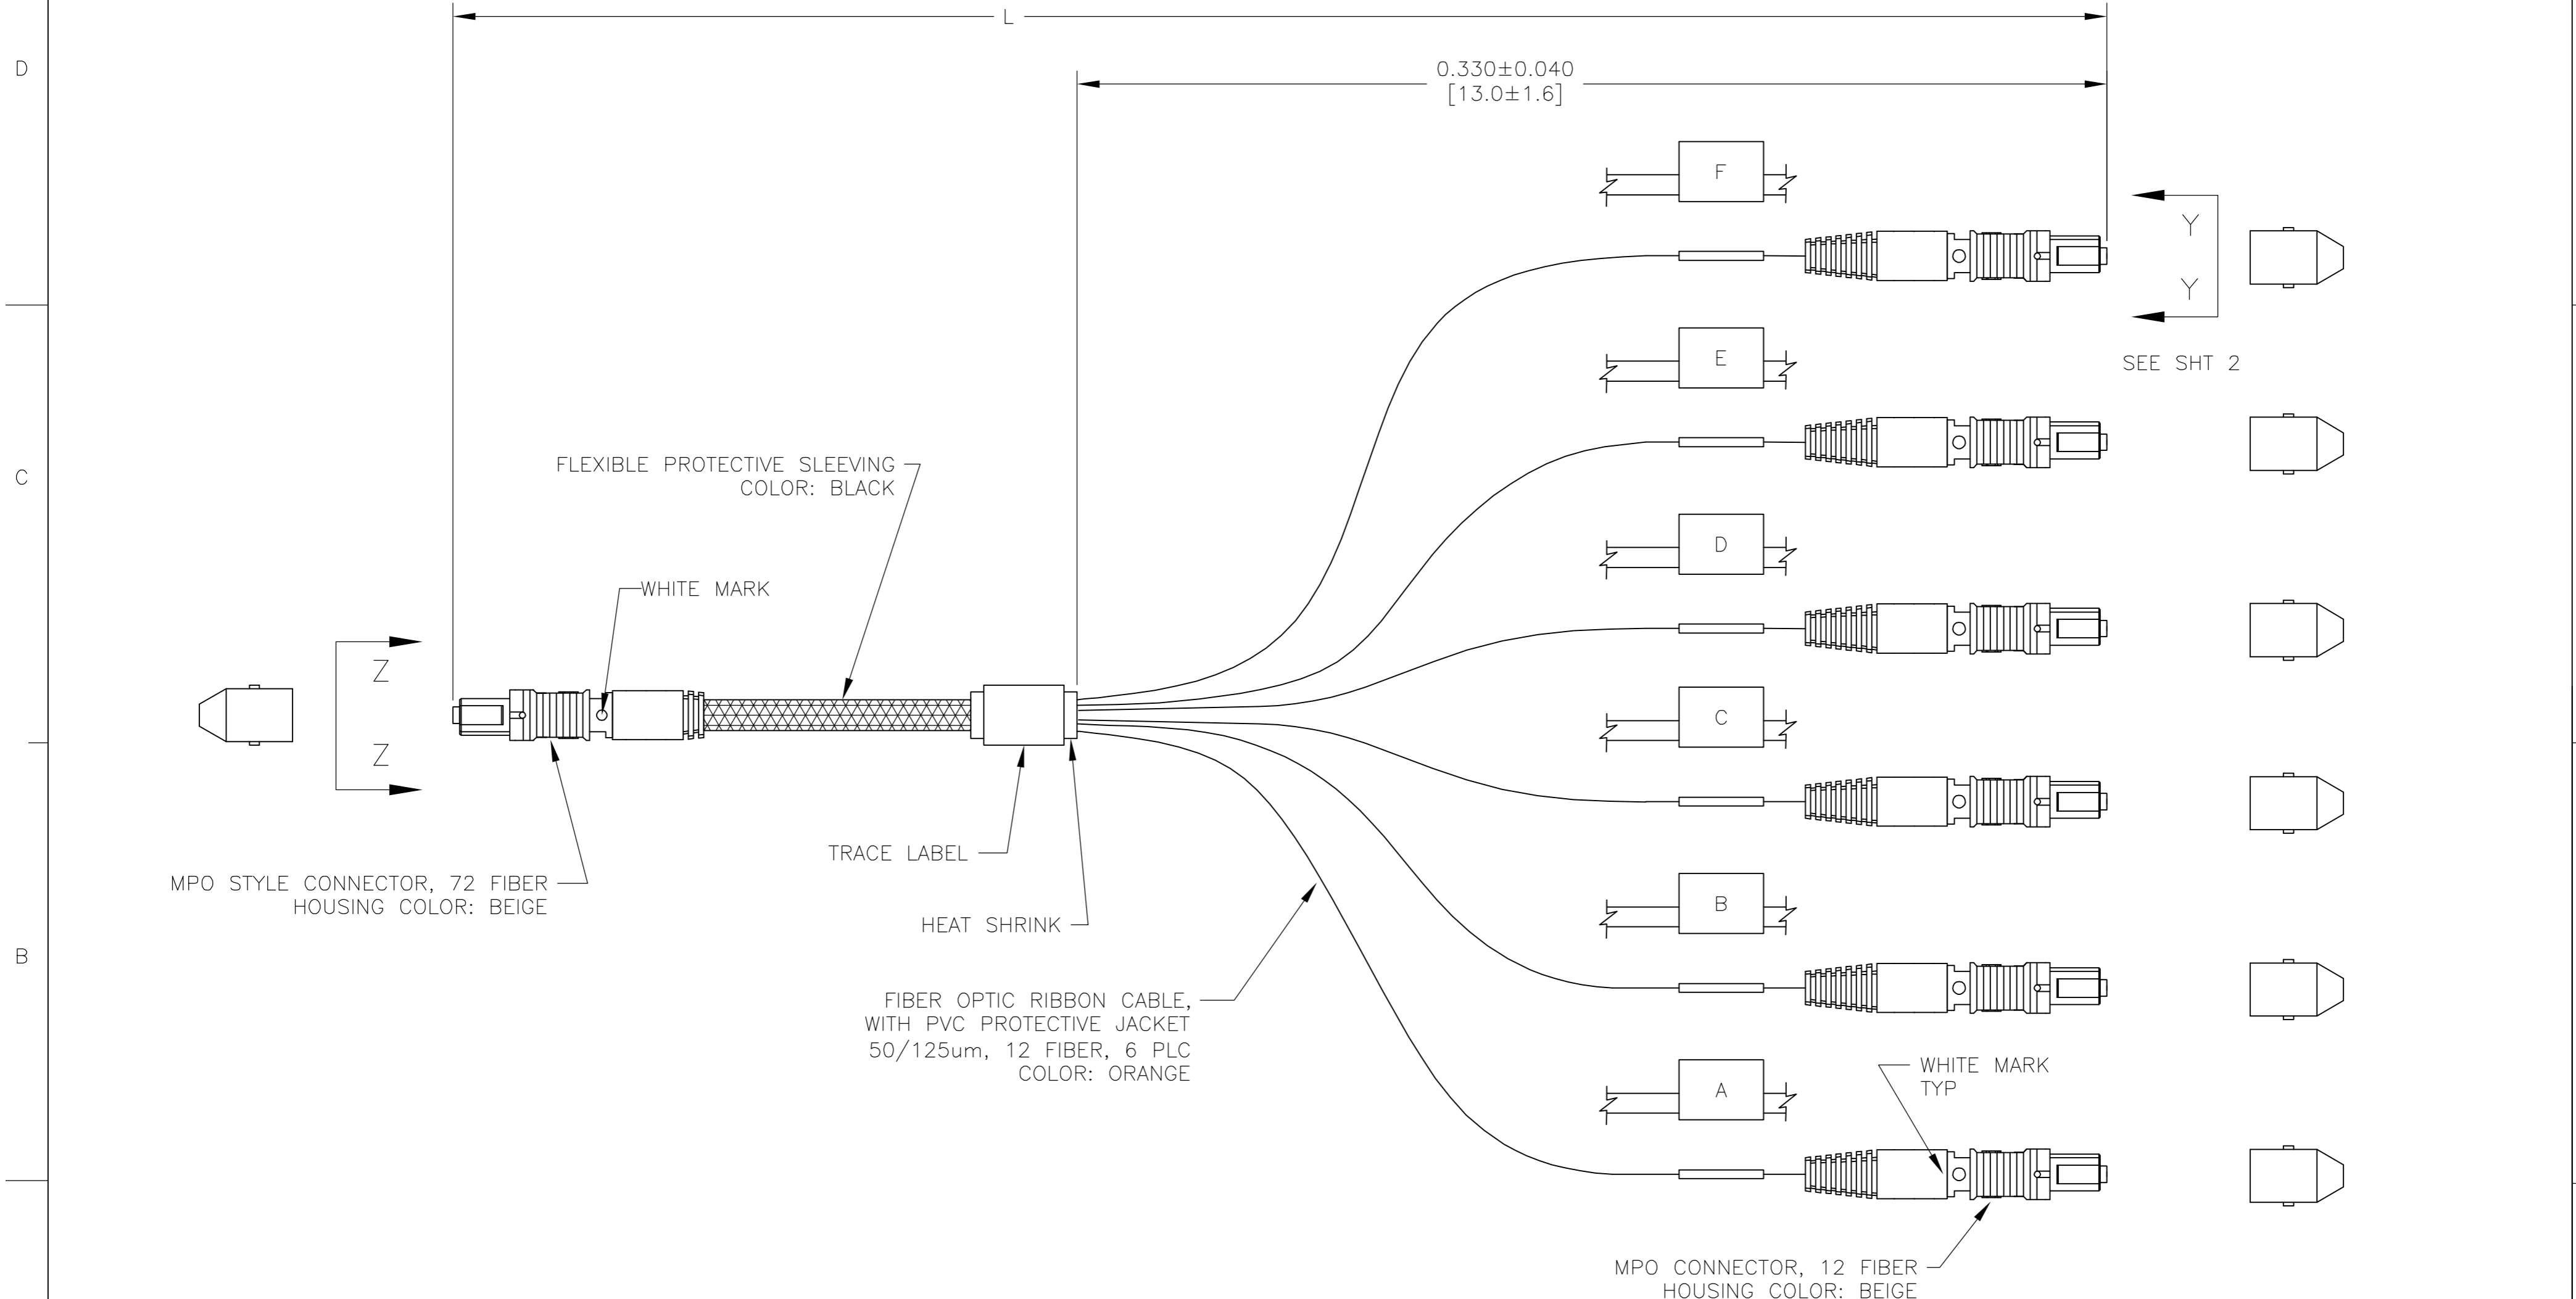 L
D
0.330±0.040
[13.0±1.6]
F
Y
Y
E
SEE SHT 2
FLEXIBLE PROTECTIVE SLEEVING
COLOR: BLACK
C
D
WHITE MARK
Z
C
Z
TRACE LABEL
MPO STYLE CONNECTOR, 72 FIBER
HOUSING COLOR: BEIGE
B
HEAT SHRINK
B
FIBER OPTIC RIBBON CABLE,
WITH PVC PROTECTIVE JACKET
50/125um, 12 FIBER, 6 PLC
COLOR: ORANGE
WHITE MARK
TYP
A
MPO CONNECTOR, 12 FIBER
HOUSING COLOR: BEIGE